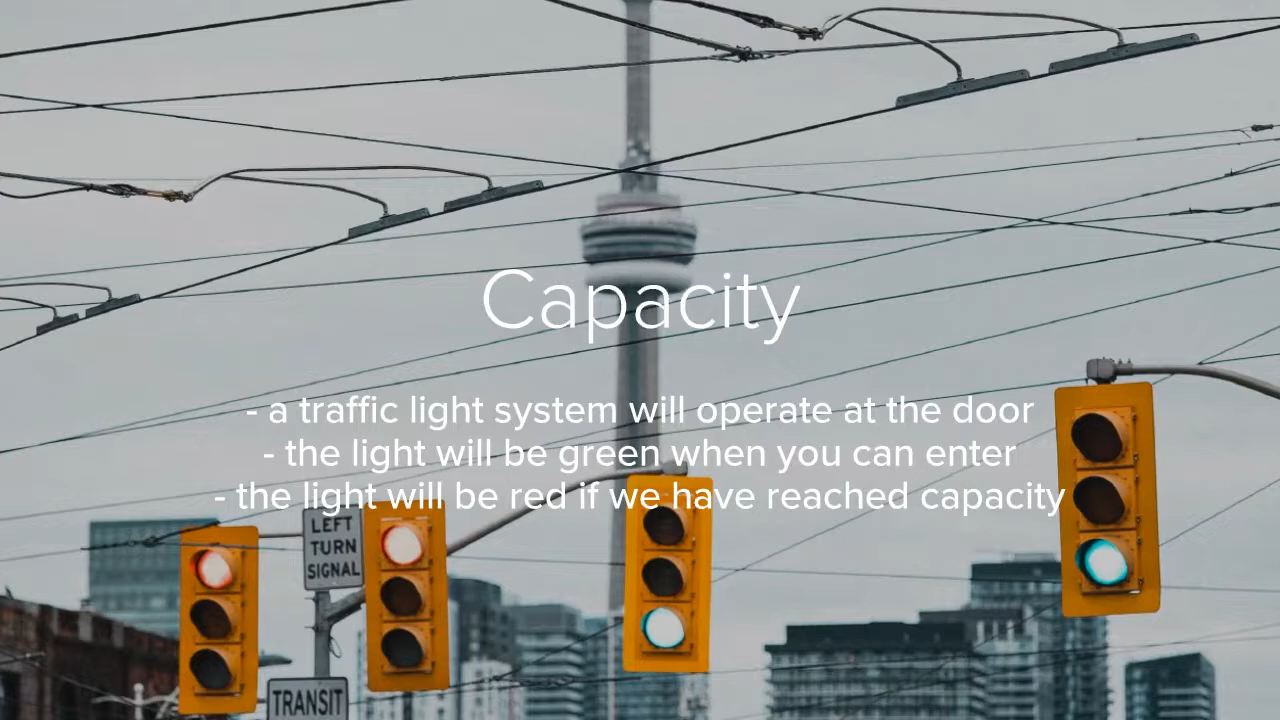 Capacity
- a traffic light system will operate at the door
- the light will be green when you can enter
- the light will be red if we have reached capacity
LEFT
TURN
SIGNAL
TRANSIT